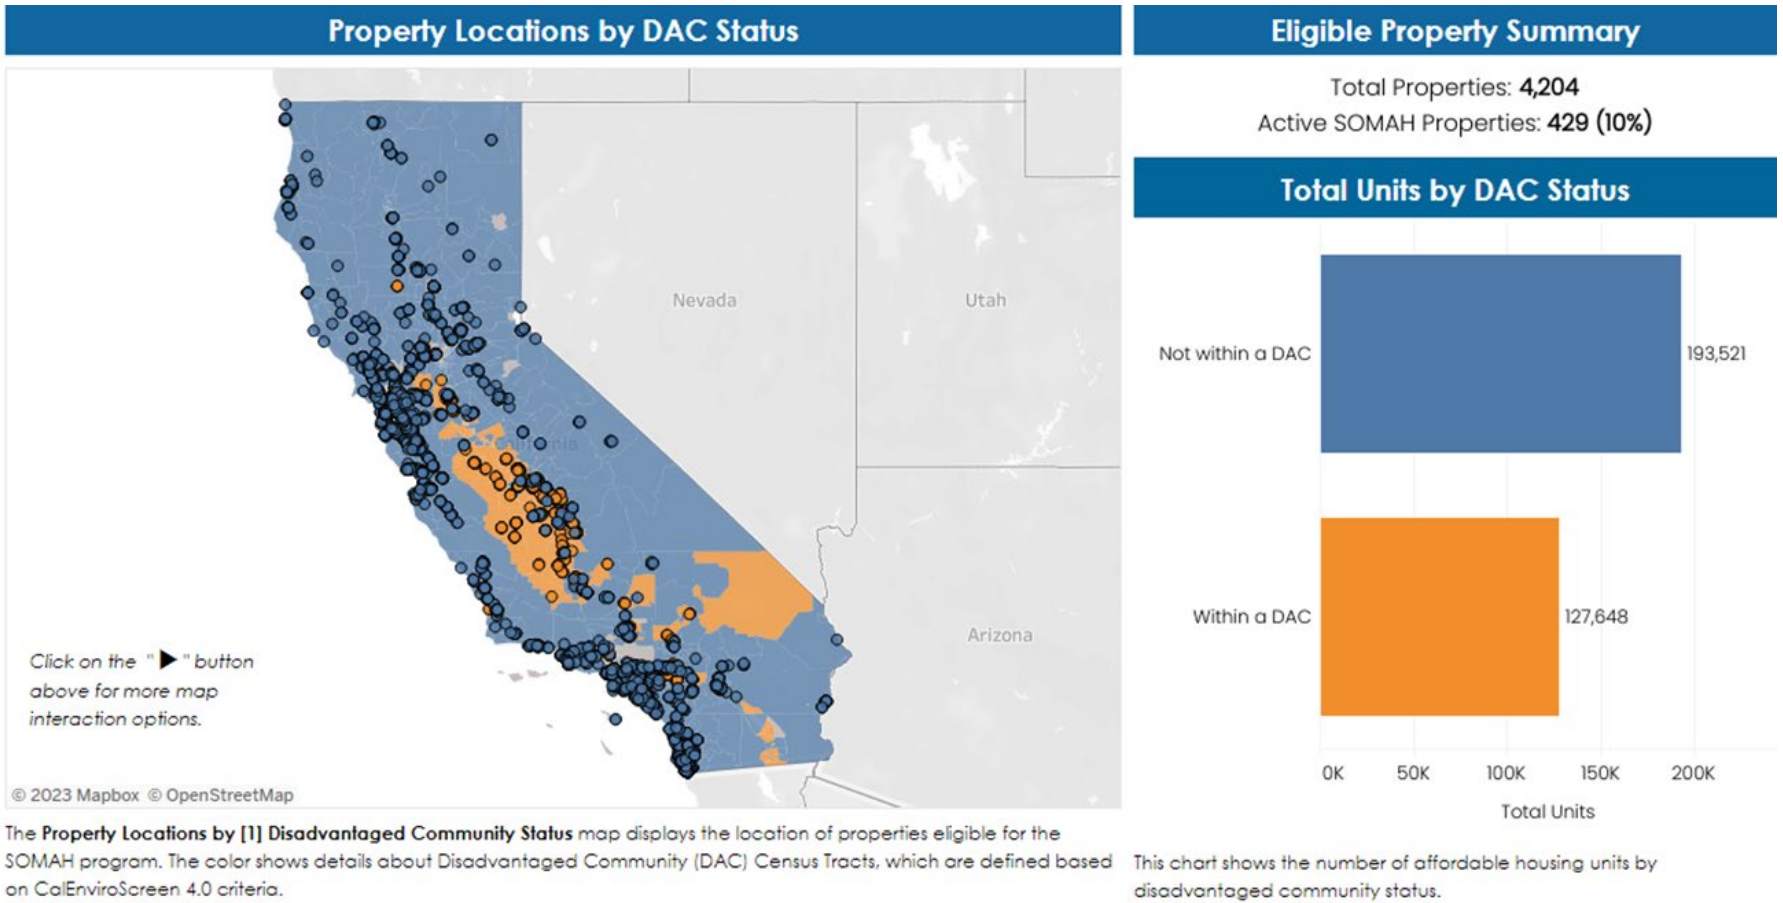 Property Locations by DAC Status
Nevada
Utah
California
Arizona
Click on the "▶" button
above for more map
interaction options.
© 2023 Mapbox © OpenStreetMap
The Property Locations by [1] Disadvantaged Community Status map displays the location of properties eligible for the
SOMAH program. The color shows details about Disadvantaged Community (DAC) Census Tracts, which are defined based
on CalEnviroScreen 4.0 criteria.
Eligible Property Summary
Total Properties: 4,204
Active SOMAH Properties: 429 (10%)
Total Units by DAC Status
Not within a DAC
193,521
Within a DAC
127,648
0K 50K 100K 150K 200K
Total Units
This chart shows the number of affordable housing units by
disadvantaged community status.